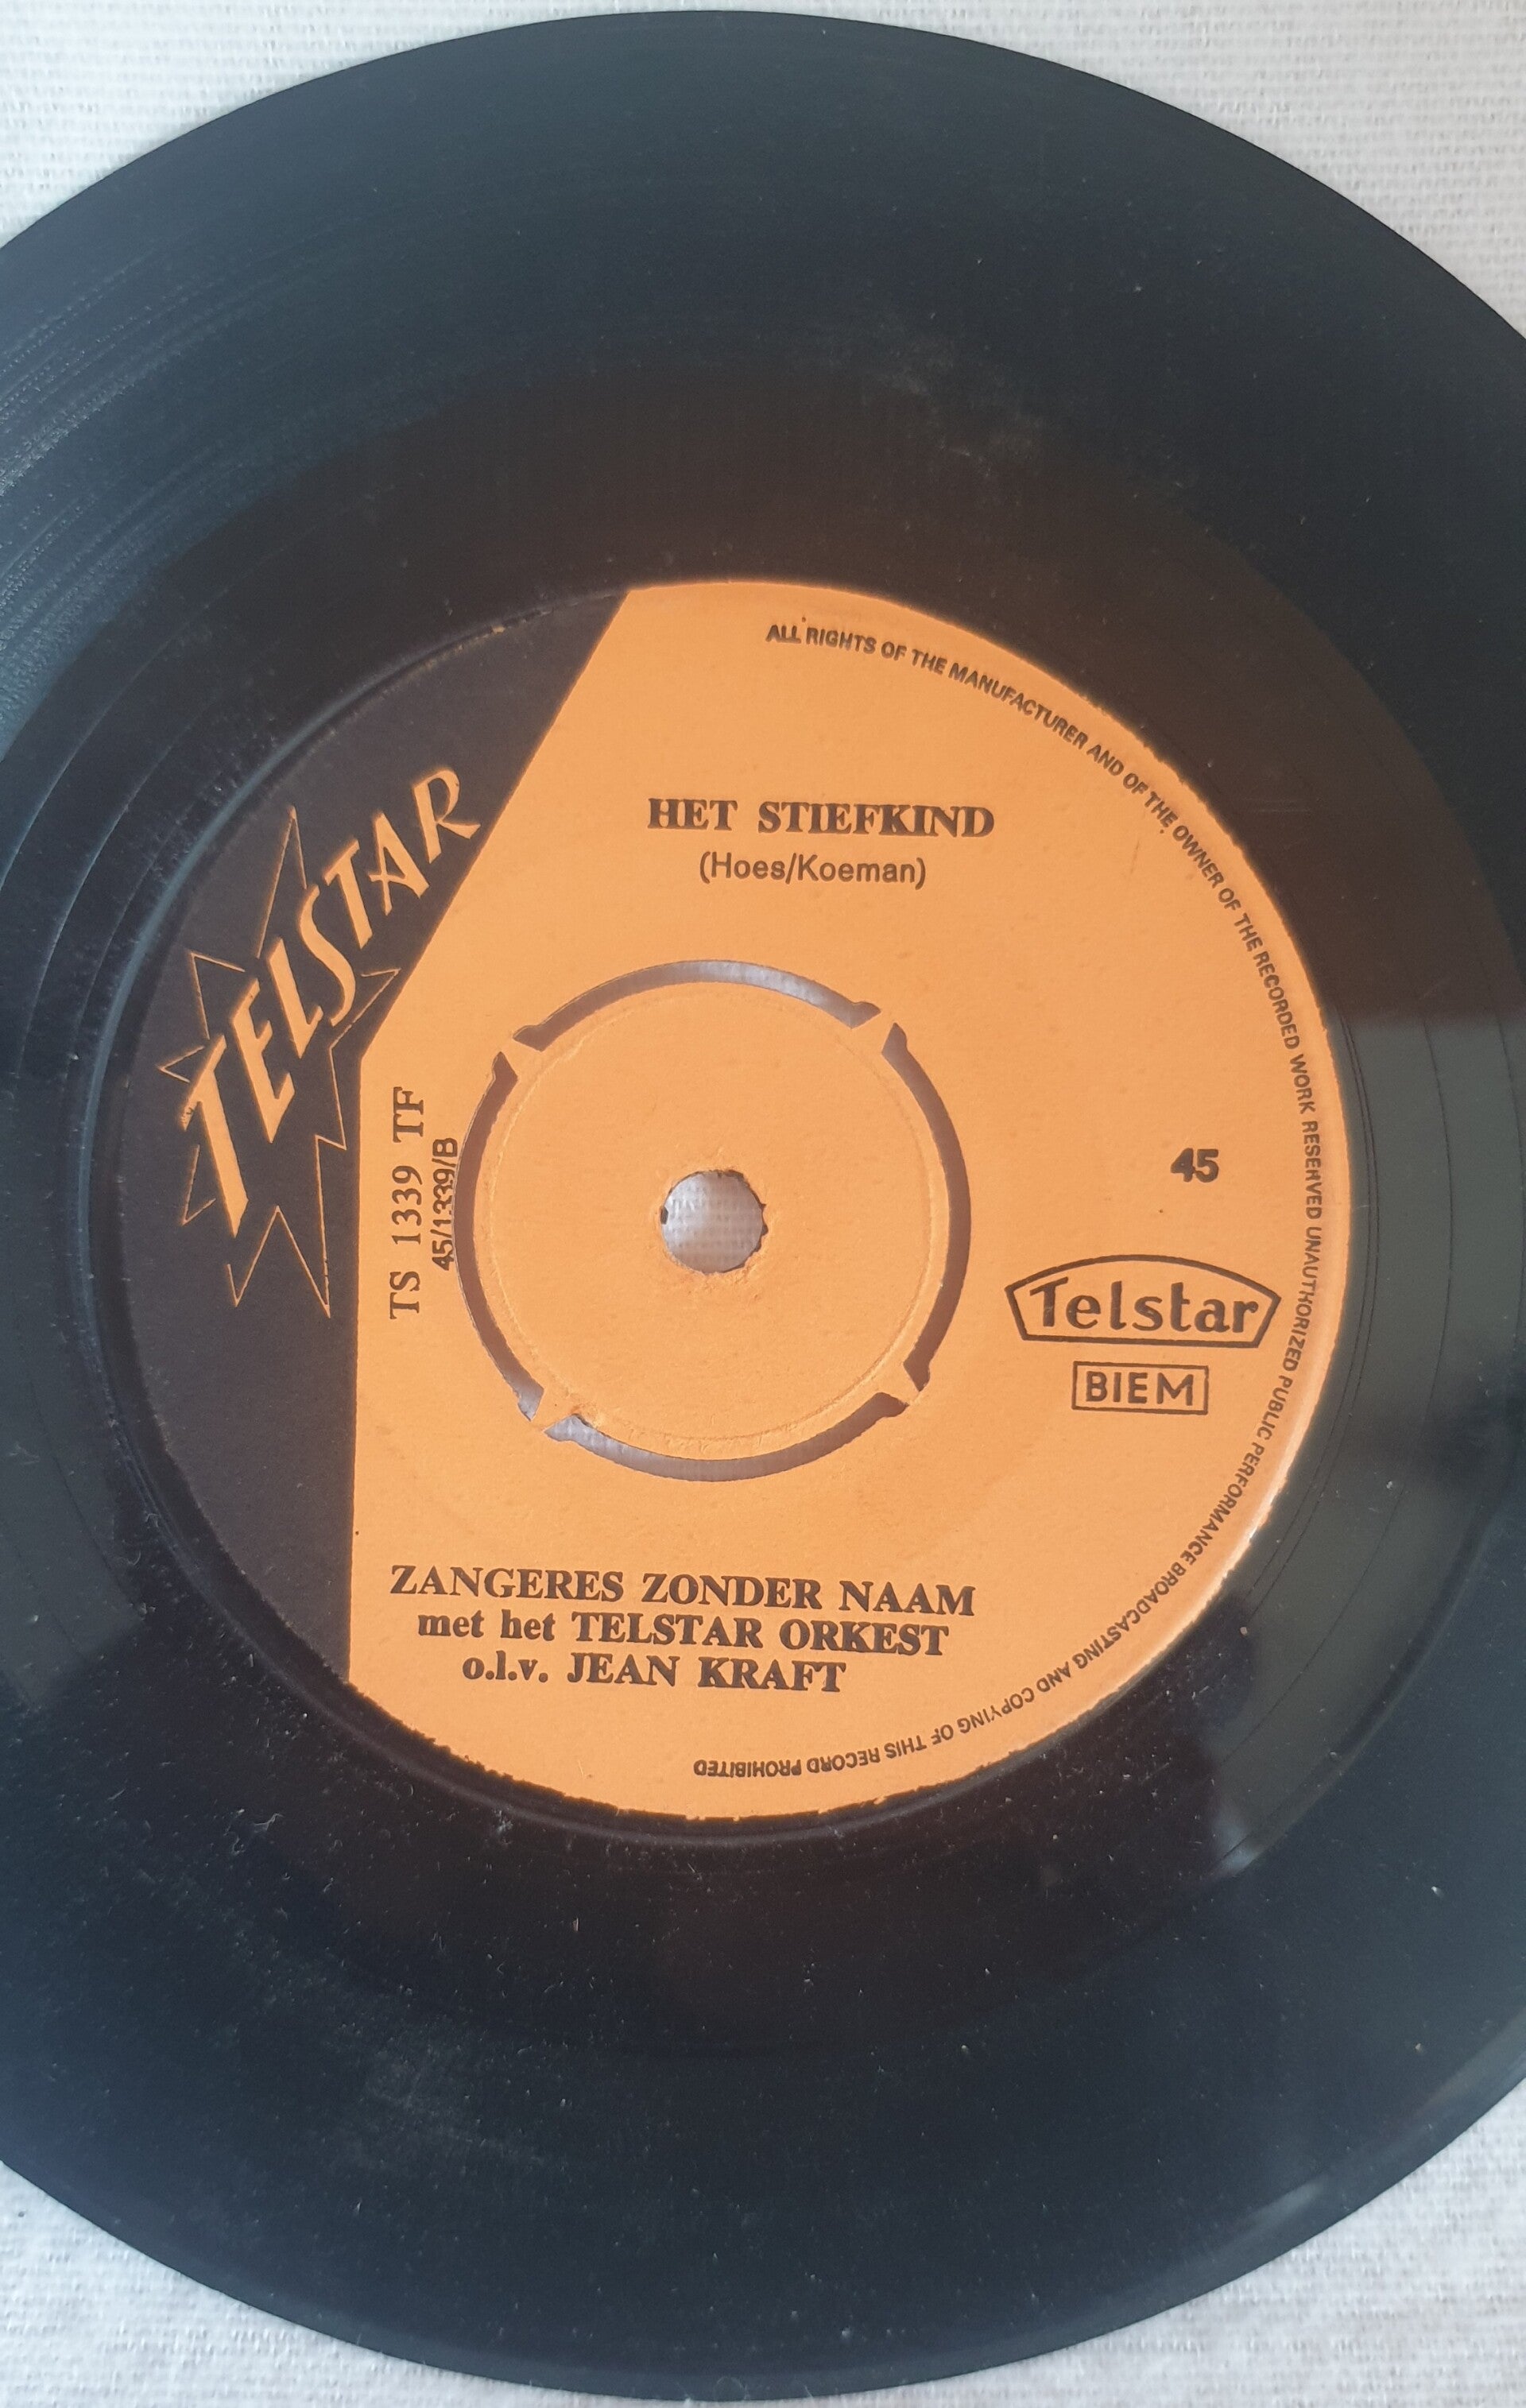 TELSTAR
ALL RIGHTS OF THE MANUFACTURER AND OF THE OWNER OF THE RECORDED WORK RESERVED UNAUTHORIZED PUBLIC PERFORMANCE BROADCASTING AND COPYING OF THIS RECORD PROHIBITED
HET STIEFKIND
(Hoes/Koeman)
TS 1339 TF
45/1339/B
45
Telstar
BIEM
ZANGERES ZONDER NAAM
met het TELSTAR ORKEST
o.l.v. JEAN KRAFT